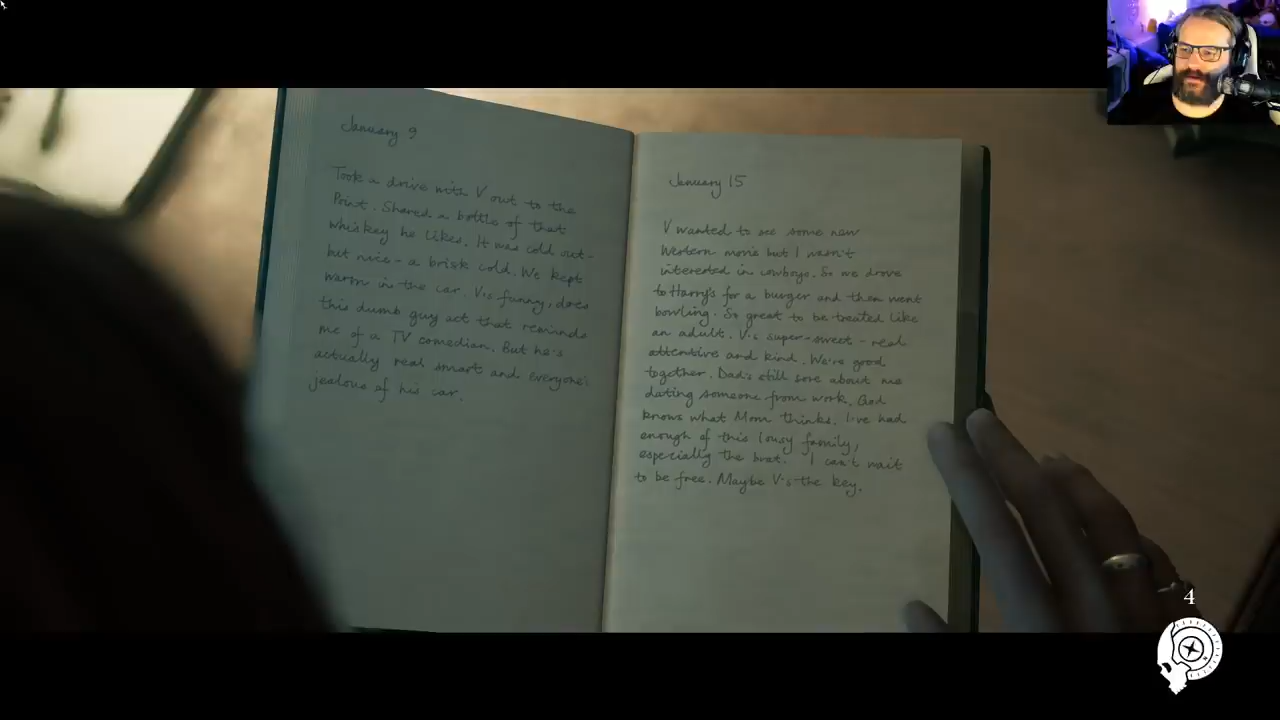 January 9
Took a drive with V out to the
Point. Shared a bottle of that
whiskey he likes. It was cold out-
but nice - a brisk cold. We kept
warm in the car. V's funny, does
this dumb guy act that reminds
me of a TV comedian. But he's
actually real smart and everyone's
jealous of his car.
January 15
V wanted to see some new
Western movie but I wasn't
interested in cowboys. So we drove
to Harry's for a burger and then went
bowling. So great to be treated like
an adult. V's super-sweet - real
attentive and kind. We're good
together. Dad's still sore about me
dating someone from work. God
knows what Mom thinks. I've had
enough of this lousy family,
especially the brat. I can't wait
to be free. Maybe V's the key.
4